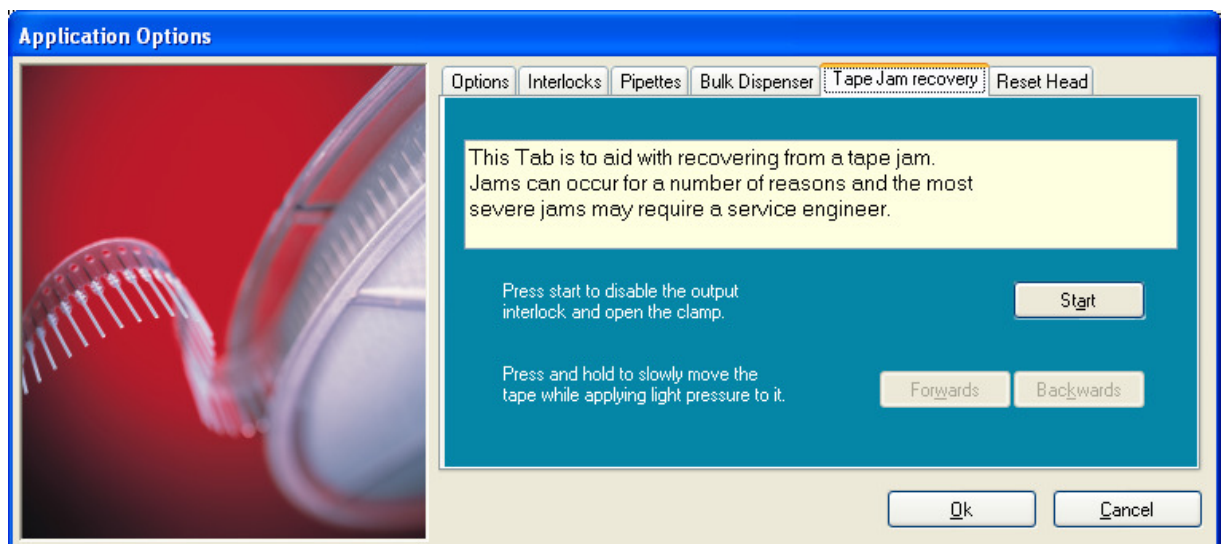 Application Options
Options Interlocks Pipettes Bulk Dispenser Tape Jam recovery Reset Head
This Tab is to aid with recovering from a tape jam.
Jams can occur for a number of reasons and the most
severe jams may require a service engineer.
Press start to disable the output
interlock and open the clamp.
Start
Press and hold to slowly move the
tape while applying light pressure to it.
Forwards Backwards
Ok Cancel